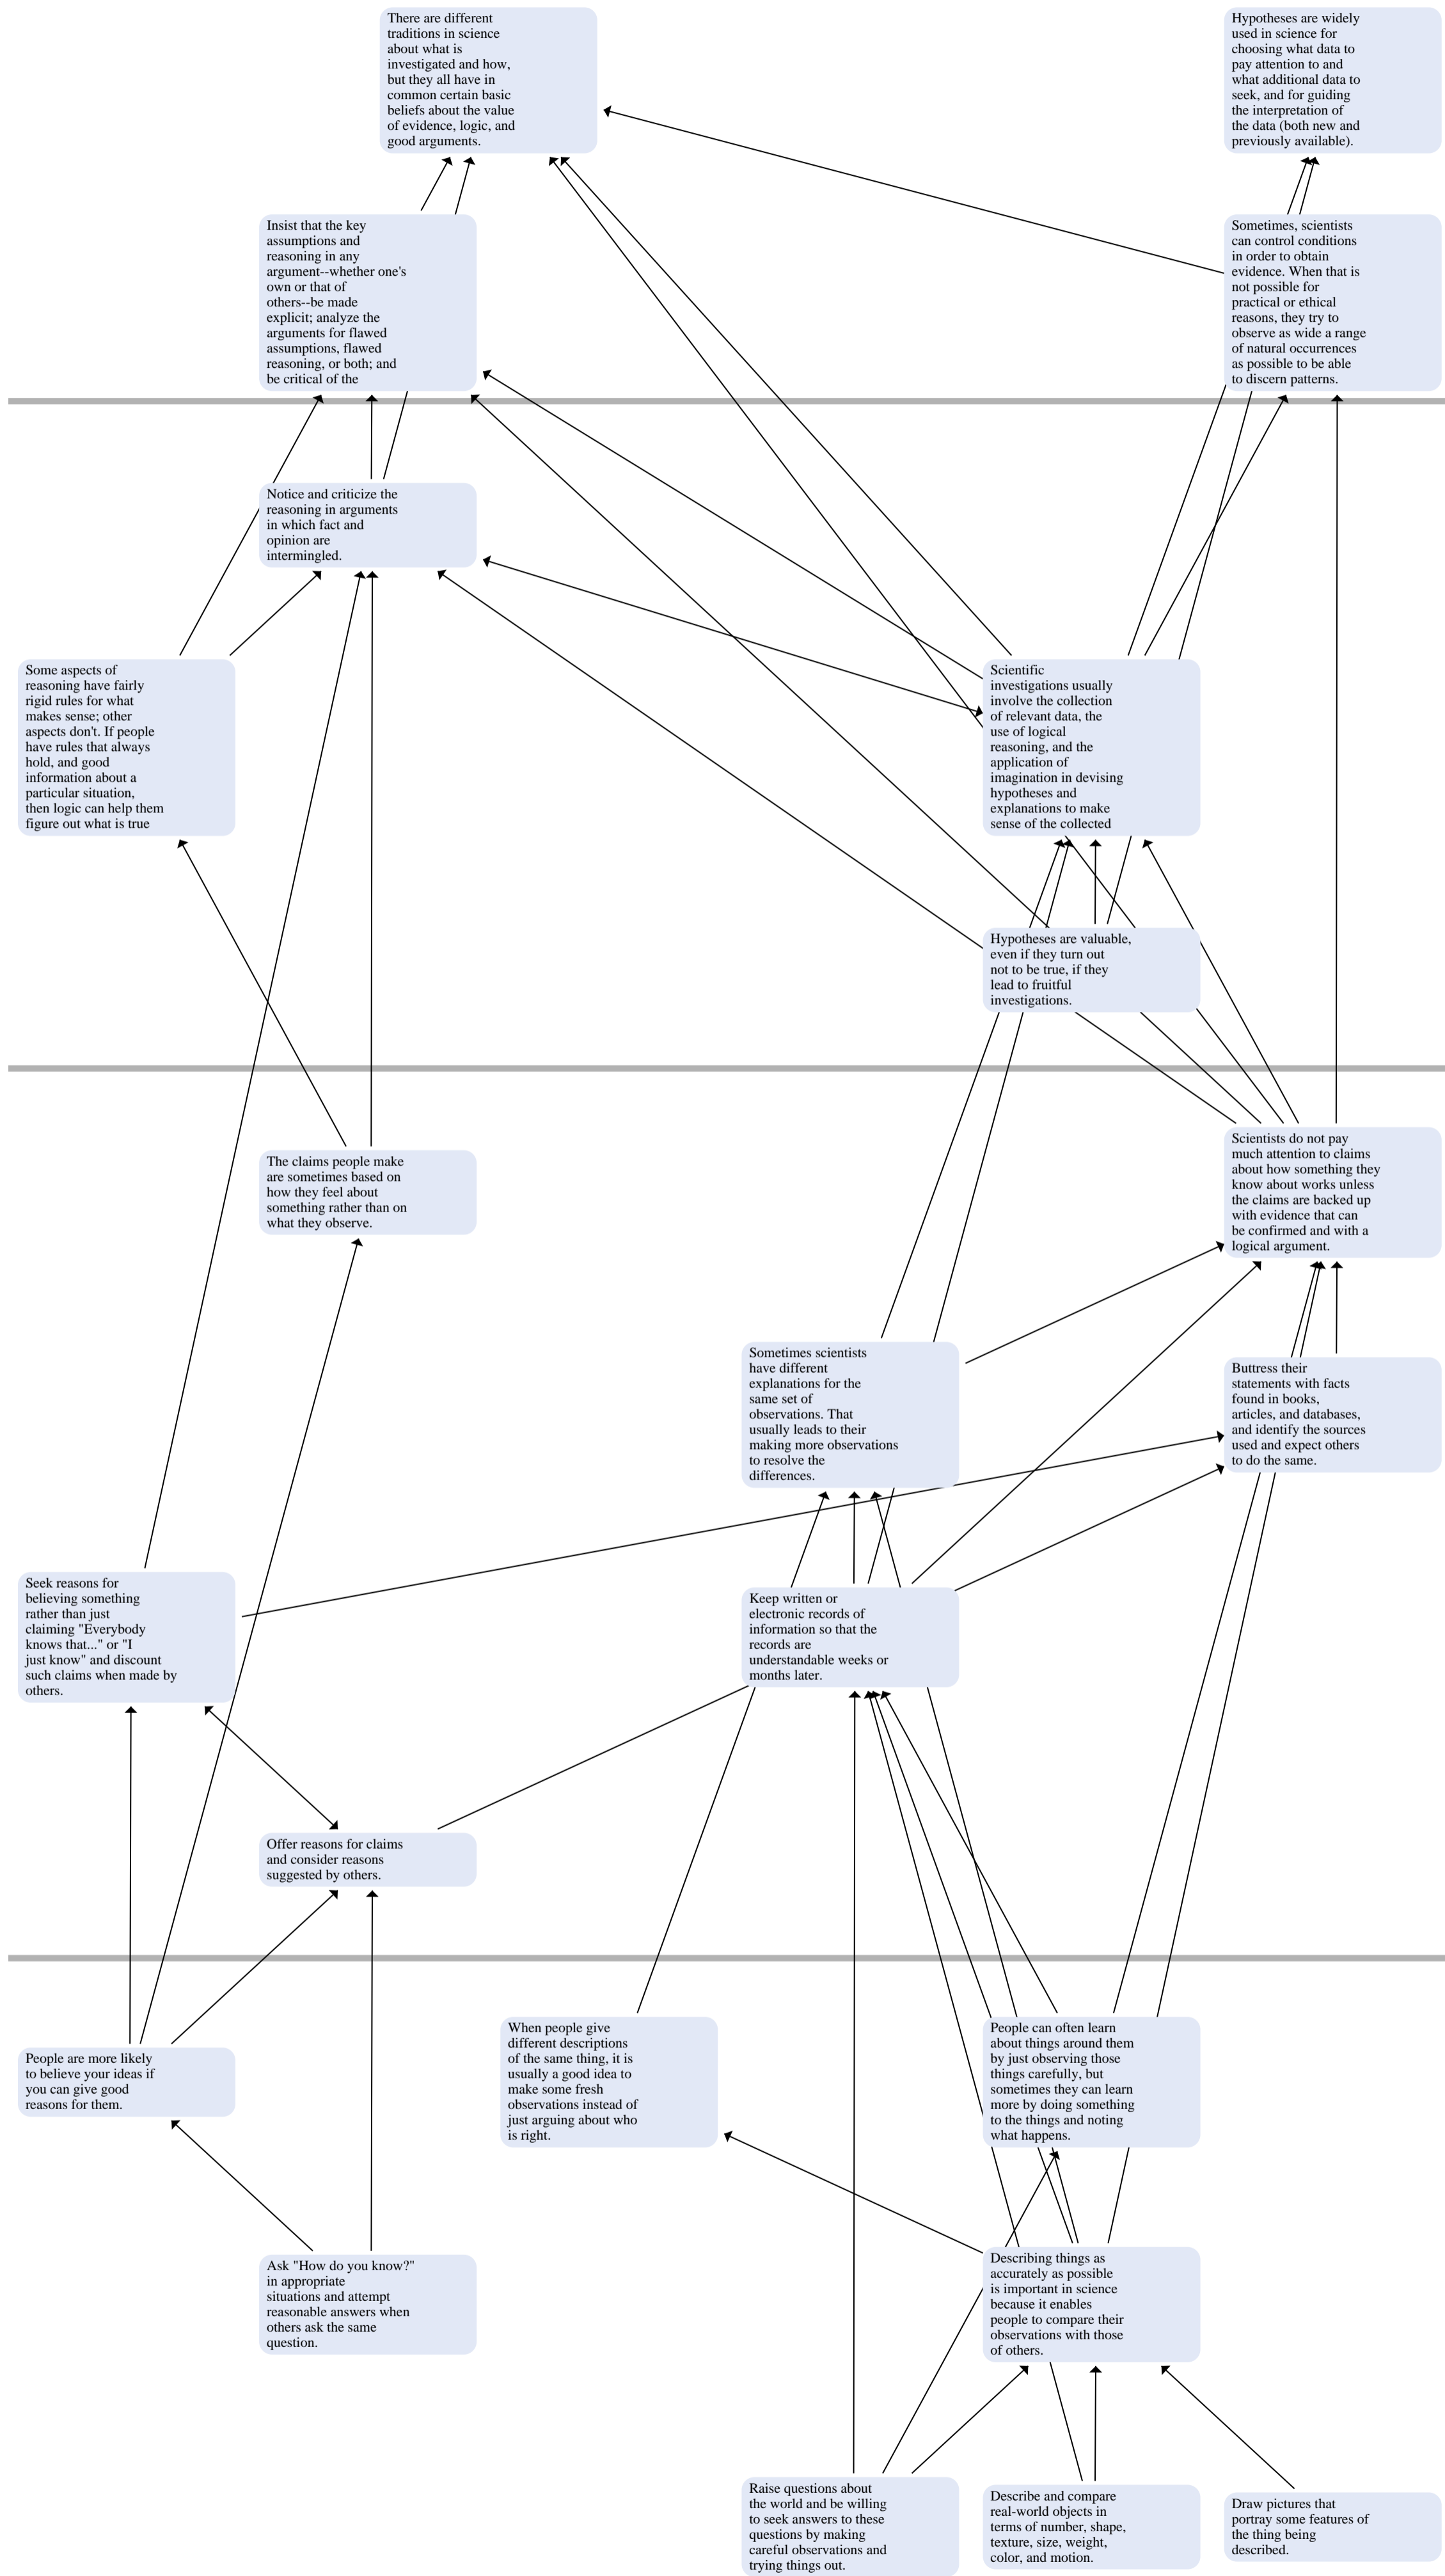 There are different
traditions in science
about what is
investigated and how,
but they all have in
common certain basic
beliefs about the value
of evidence, logic, and
good arguments.
Hypotheses are widely
used in science for
choosing what data to
pay attention to and
what additional data to
seek, and for guiding
the interpretation of
the data (both new and
previously available).
Insist that the key
assumptions and
reasoning in any
argument--whether one's
own or that of
others--be made
explicit; analyze the
arguments for flawed
assumptions, flawed
reasoning, or both; and
be critical of the
Sometimes, scientists
can control conditions
in order to obtain
evidence. When that is
not possible for
practical or ethical
reasons, they try to
observe as wide a range
of natural occurrences
as possible to be able
to discern patterns.
Notice and criticize the
reasoning in arguments
in which fact and
opinion are
intermingled.
Some aspects of
reasoning have fairly
rigid rules for what
makes sense; other
aspects don't. If people
have rules that always
hold, and good
information about a
particular situation,
then logic can help them
figure out what is true
Scientific
investigations usually
involve the collection
of relevant data, the
use of logical
reasoning, and the
application of
imagination in devising
hypotheses and
explanations to make
sense of the collected
Hypotheses are valuable,
even if they turn out
not to be true, if they
lead to fruitful
investigations.
The claims people make
are sometimes based on
how they feel about
something rather than on
what they observe.
Scientists do not pay
much attention to claims
about how something they
know about works unless
the claims are backed up
with evidence that can
be confirmed and with a
logical argument.
Sometimes scientists
have different
explanations for the
same set of
observations. That
usually leads to their
making more observations
to resolve the
differences.
Buttress their
statements with facts
found in books,
articles, and databases,
and identify the sources
used and expect others
to do the same.
Seek reasons for
believing something
rather than just
claiming "Everybody
knows that..." or "I
just know" and discount
such claims when made by
others.
Keep written or
electronic records of
information so that the
records are
understandable weeks or
months later.
Offer reasons for claims
and consider reasons
suggested by others.
People are more likely
to believe your ideas if
you can give good
reasons for them.
When people give
different descriptions
of the same thing, it is
usually a good idea to
make some fresh
observations instead of
just arguing about who
is right.
People can often learn
about things around them
by just observing those
things carefully, but
sometimes they can learn
more by doing something
to the things and noting
what happens.
Ask "How do you know?"
in appropriate
situations and attempt
reasonable answers when
others ask the same
question.
Describing things as
accurately as possible
is important in science
because it enables
people to compare their
observations with those
of others.
Raise questions about
the world and be willing
to seek answers to these
questions by making
careful observations and
trying things out.
Describe and compare
real-world objects in
terms of number, shape,
texture, size, weight,
color, and motion.
Draw pictures that
portray some features of
the thing being
described.